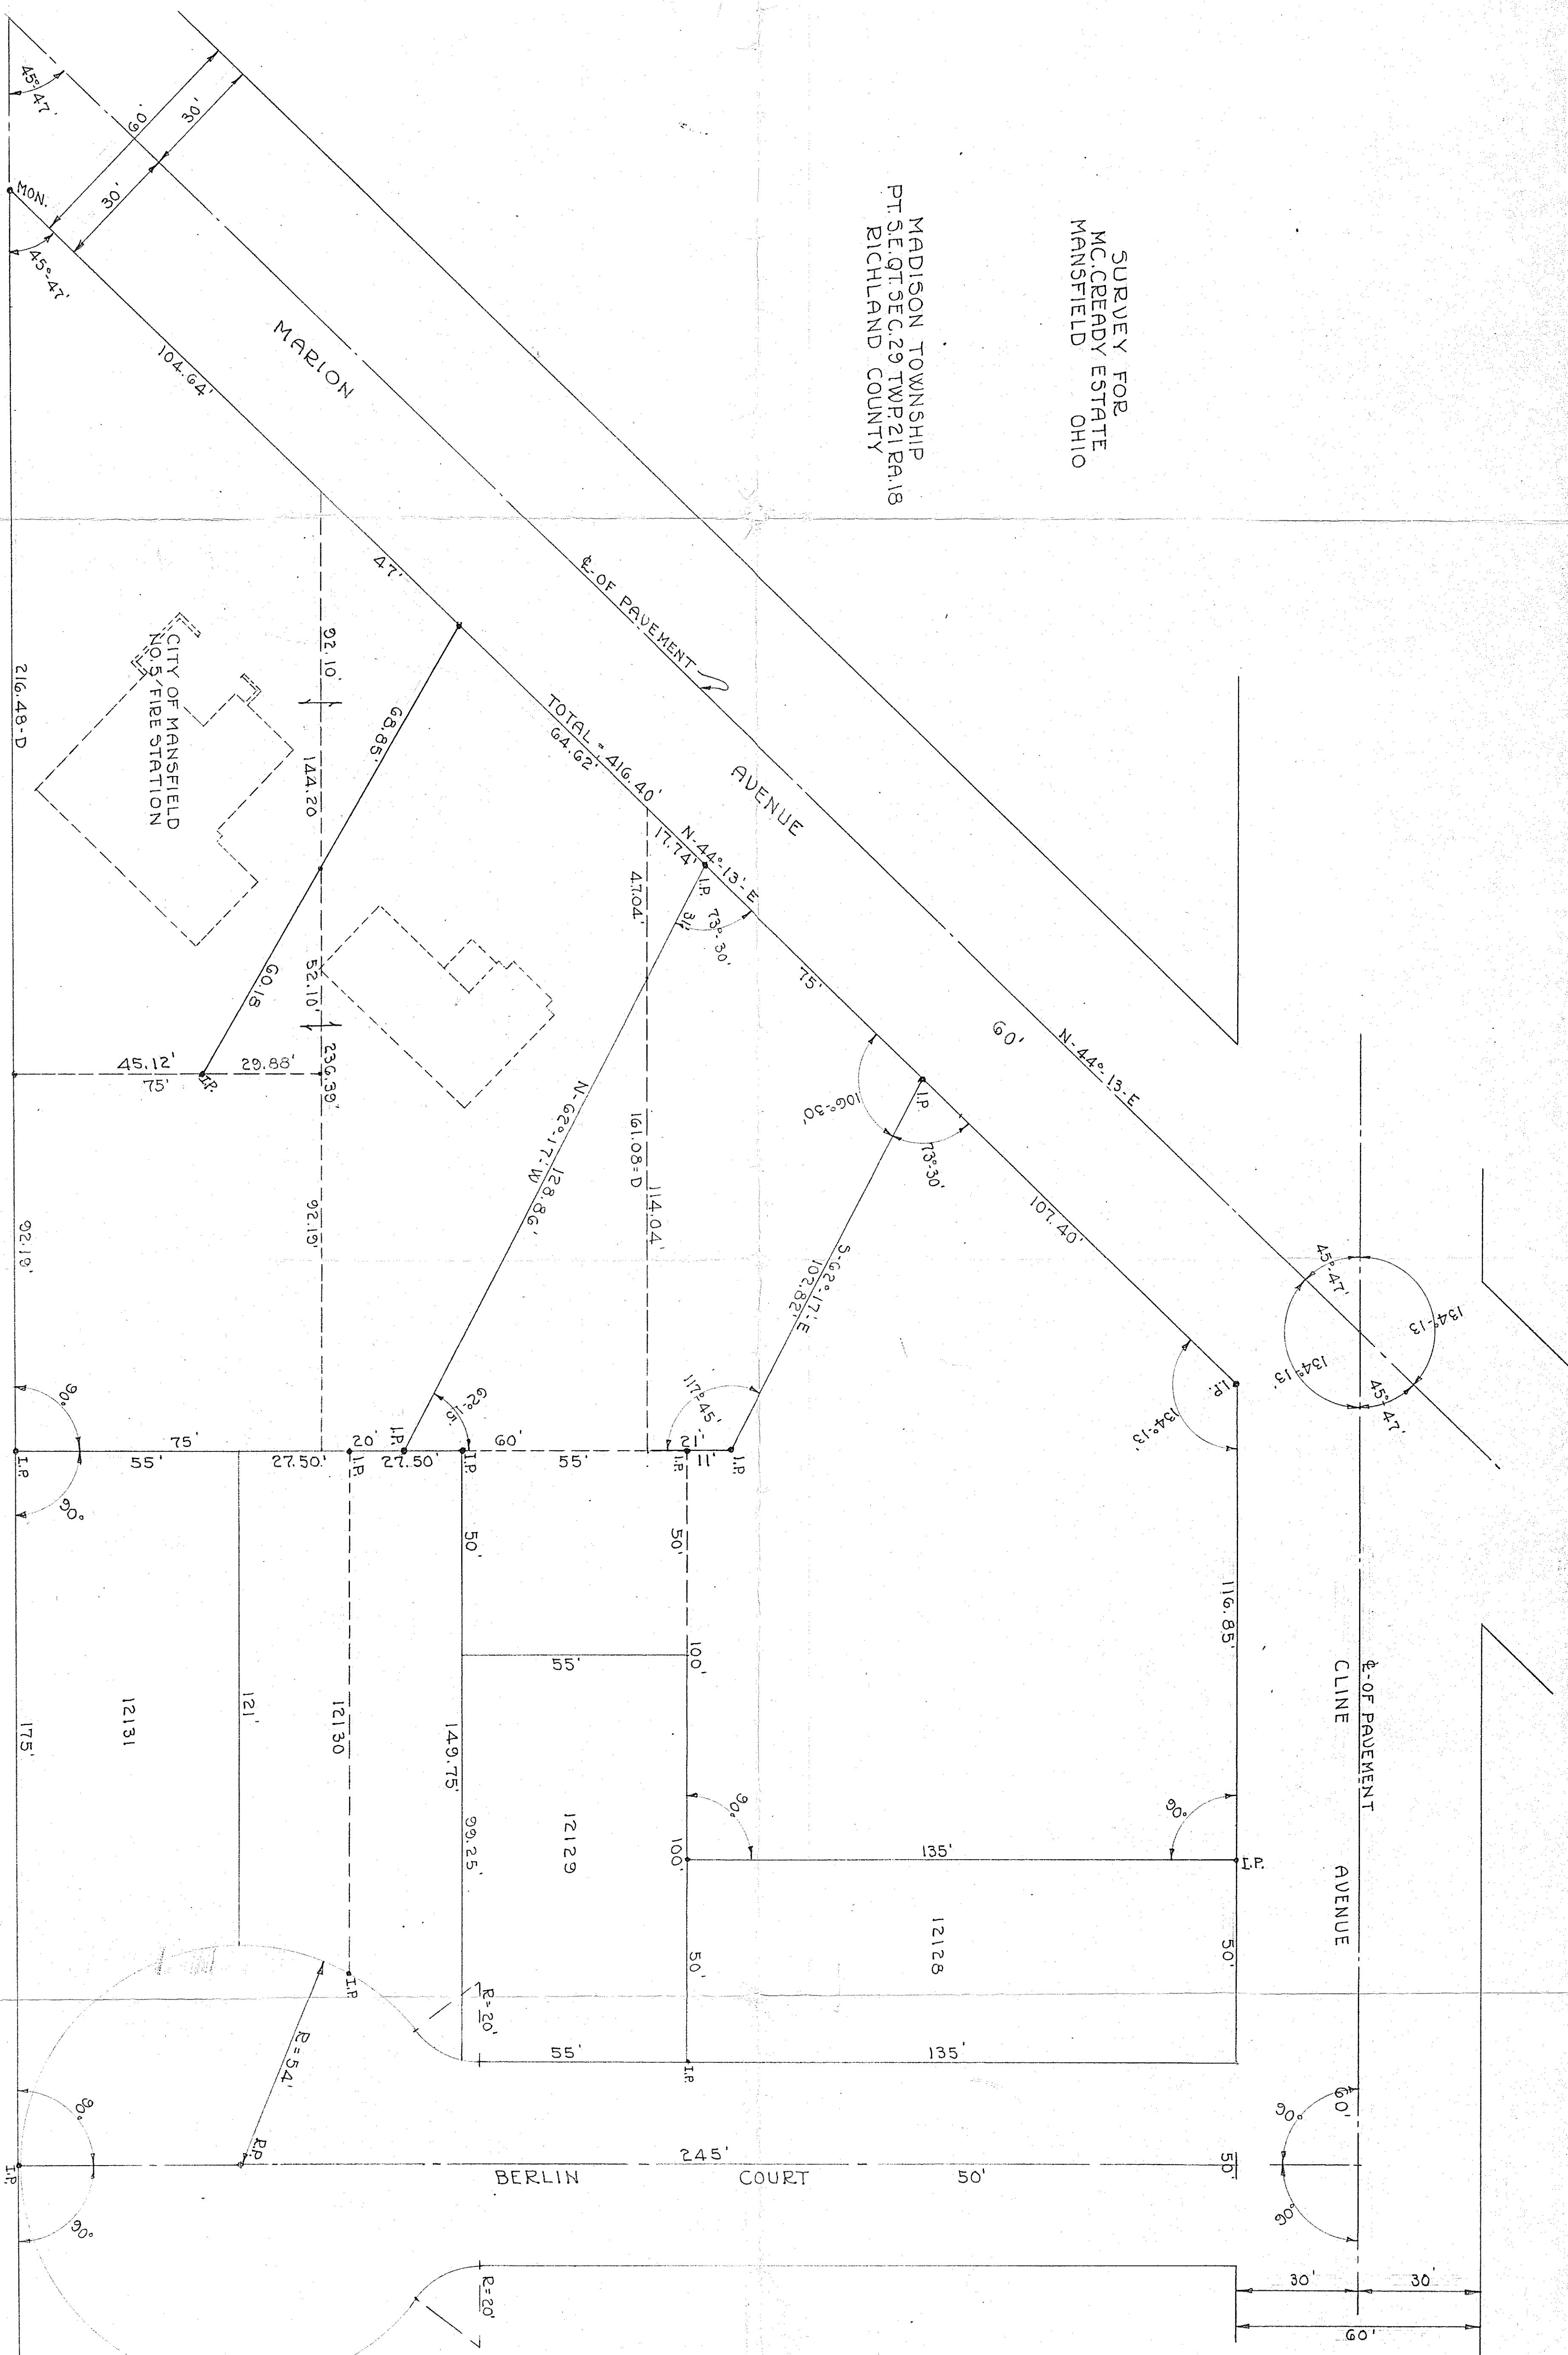 SURVEY FOR
MC.CREADY ESTATE
MANSFIELD OHIO
MADISON TOWNSHIP
PT. S.E. QT. SEC. 29 TWP. 21 RA. 18
RICHLAND COUNTY
45°-47'
60'
30'
30'
MON.
45°-47'
104.64'
MARION
47'
℄-OF PAVEMENT
TOTAL = 416.40'
64.62'
AVENUE
N-44°-13'-E
17.74'
I.P.
73°-30'
75'
60'
N-44°-13-E
I.P.
106°-30'
73°-30'
107.40'
45°-47'
134°-13
134°-13'
45°-47'
I.P.
134°-13'
92.10'
68.85'
144.20
CITY OF MANSFIELD
NO. 5 FIRE STATION
216.48-D
60.18
52.10'
236.39'
45.12'
29.88'
75'
I.P.
92.19'
92.19'
47.04'
161.08=D
114.04'
N-62°-17'-W
128.86'
S-62°-17'-E
102.82'
117°-45'
62°-15'
90°
90°
I.P.
75'
55'
27.50'
20'
I.P.
I.P.
27.50'
I.P.
60'
55'
21'
I.P.
11'
I.P.
50'
50'
116.85'
55'
100'
℄-OF PAVEMENT
CLINE AVENUE
12131
121'
12130
149.75'
99.25'
12129
175'
90°
100'
135'
90°
I.P.
12128
50'
50'
I.P.
R=20'
R=54'
55'
I.P.
135'
90°
90°
R.P.
I.P.
245'
BERLIN COURT 50'
50'
60'
90°
90°
R=20'
30'
30'
60'